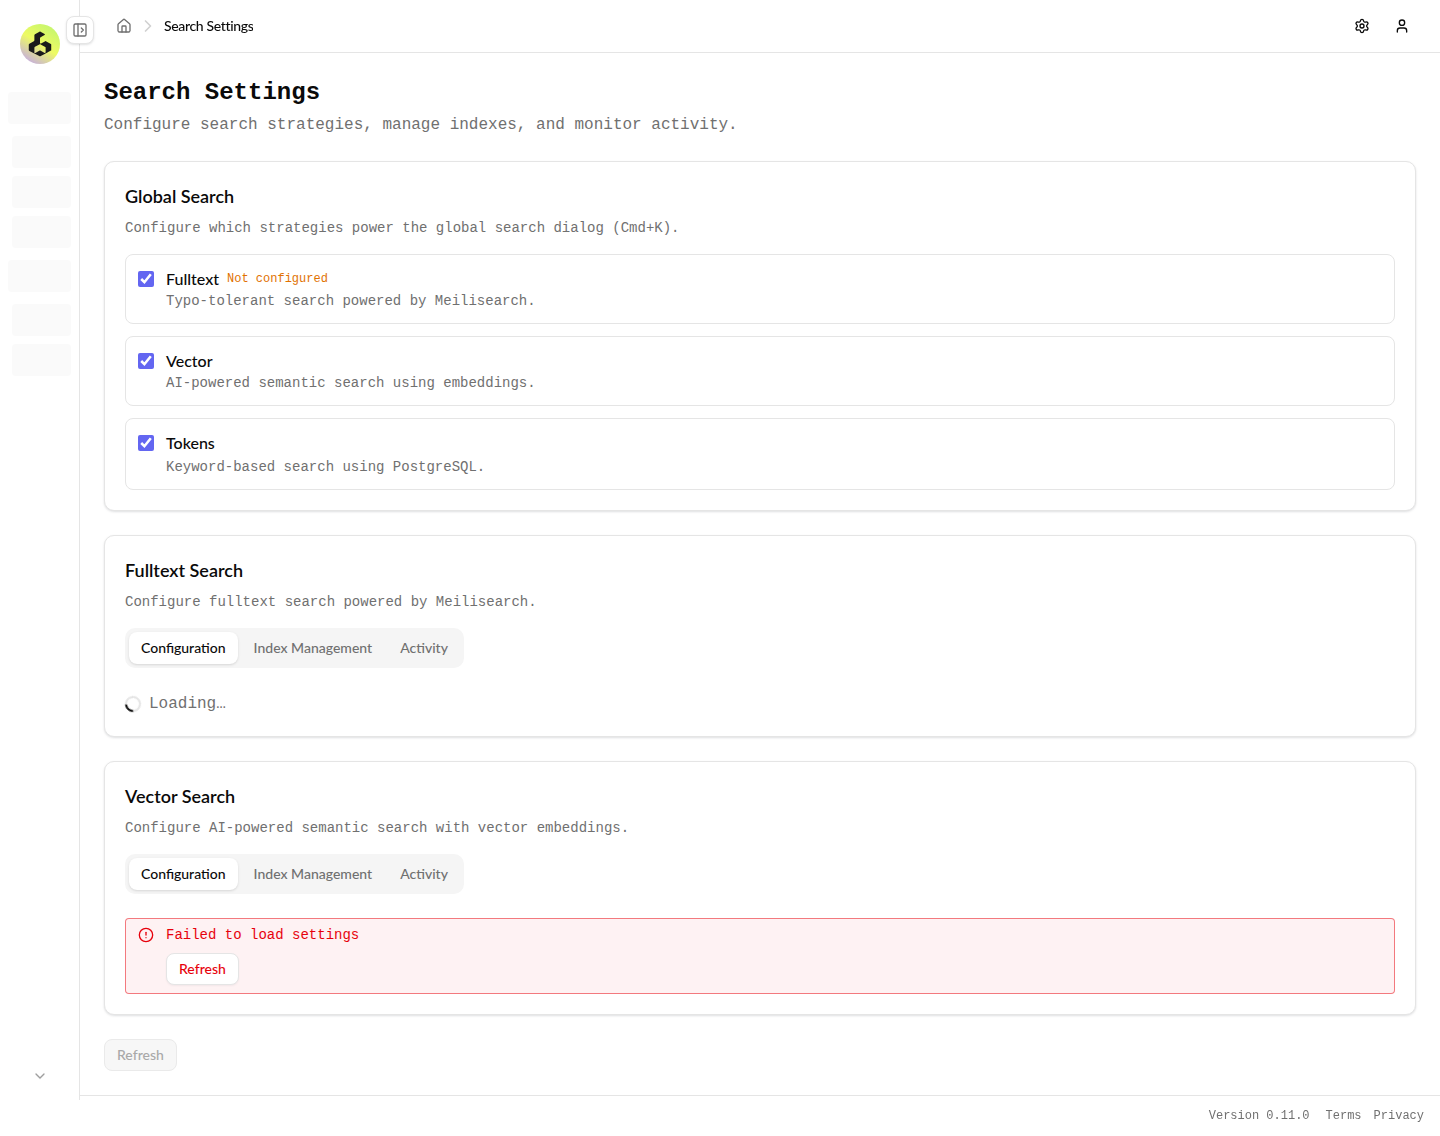 Search Settings
Search Settings
Configure search strategies, manage indexes, and monitor activity.
Global Search
Configure which strategies power the global search dialog (Cmd+K).
Fulltext Not configured
Typo-tolerant search powered by Meilisearch.
Vector
AI-powered semantic search using embeddings.
Tokens
Keyword-based search using PostgreSQL.
Fulltext Search
Configure fulltext search powered by Meilisearch.
Configuration Index Management Activity
Loading…
Vector Search
Configure AI-powered semantic search with vector embeddings.
Configuration Index Management Activity
Failed to load settings
Refresh
Refresh
Version 0.11.0 Terms Privacy